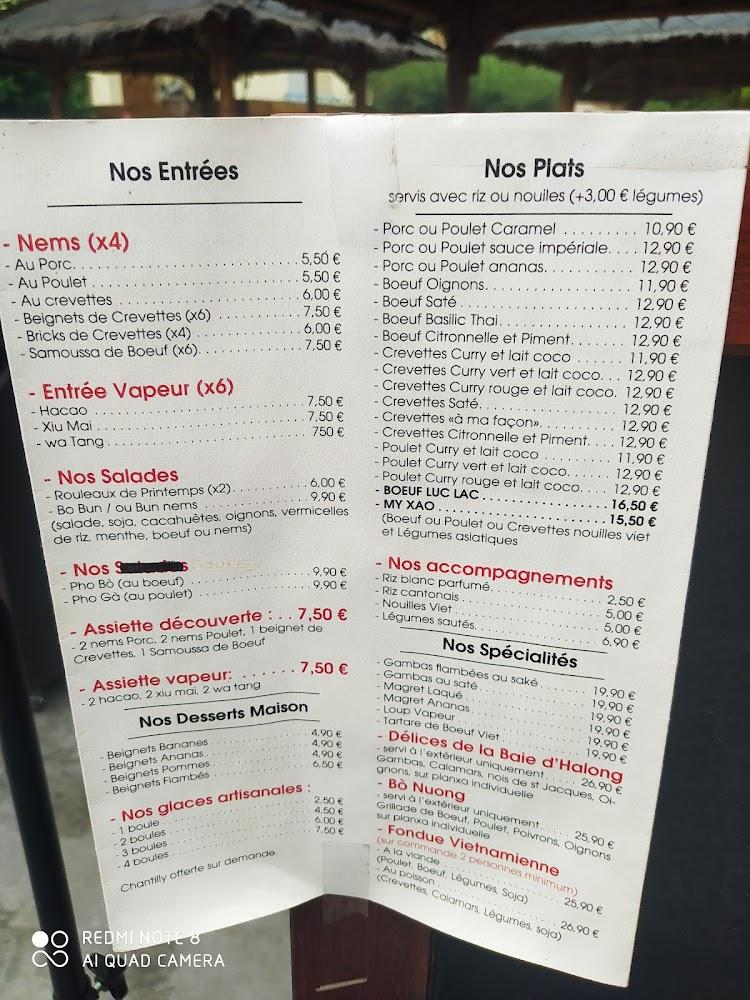 Nos Entrées
- Nems (x4)
- Au Porc. 5,50 €
- Au Poulet 5,50 €
- Au crevettes 6,00 €
- Beignets de Crevettes (x6) 7,50 €
- Bricks de Crevettes (x4) 6,00 €
- Samoussa de Boeuf (x6). 7,50 €
- Entrée Vapeur (x6)
- Hacao 7,50 €
- Xiu Mai 7,50 €
- wa Tang 750 €
- Nos Salades
- Rouleaux de Printemps (x2). 6,00 €
- Bo Bun / ou Bun nems 9,90 €
(salade, soja, cacahuètes, oignons, vermicelles
de riz, menthe, boeuf ou nems)
- Nos
- Pho Bò (au boeuf) 9,90 €
- Pho Gà (au poulet) 9,90 €
- Assiette découverte : . . 7,50 €
- 2 nems Porc, 2 nems Poulet, 1 beignet de
Crevettes, 1 Samoussa de Boeuf
- Assiette vapeur: 7,50 €
- 2 hacao, 2 xiu mai, 2 wa tang
Nos Desserts Maison
- Beignets Bananes 4,90 €
- Beignets Ananas 4,90 €
- Beignets Pommes 4,90 €
- Beignets Flambés 6,50 €
- Nos glaces artisanales :
- 1 boule 2,50 €
- 2 boules 4,50 €
- 3 boules 6,00 €
- 4 boules 7,50 €
Chantilly offerte sur demande.
Nos Plats
servis avec riz ou nouiles (+3,00 € légumes)
- Porc ou Poulet Caramel 10,90 €
- Porc ou Poulet sauce impériale. 12,90 €
- Porc ou Poulet ananas. 12,90 €
- Boeuf Oignons. 11,90 €
- Boeuf Saté 12,90 €
- Boeuf Basilic Thai. 12,90 €
- Boeuf Citronnelle et Piment. 12,90 €
- Crevettes Curry et lait coco 11,90 €
- Crevettes Curry vert et lait coco. 12,90 €
- Crevettes Curry rouge et lait coco. 12,90 €
- Crevettes Saté. 12,90 €
- Crevettes «à ma façon». 12,90 €
- Crevettes Citronnelle et Piment. 12,90 €
- Poulet Curry et lait coco 11,90 €
- Poulet Curry vert et lait coco. 12,90 €
- Poulet Curry rouge et lait coco. 12,90 €
- BOEUF LUC LAC 16,50 €
- MY XAO 15,50 €
(Boeuf ou Poulet ou Crevettes nouilles viet
et Légumes asiatiques
- Nos accompagnements
- Riz blanc parfumé. 2,50 €
- Riz cantonais 5,00 €
- Nouilles Viet 5,00 €
- Légumes sautés. 6,90 €
Nos Spécialités
- Gambas flambées au saké 19,90 €
- Gambas au saté 19,90 €
- Magret Laqué 19,90 €
- Magret Ananas 19,90 €
- Loup Vapeur 19,90 €
- Tartare de Boeuf Viet 19,90 €
- Délices de la Baie d'Halong
- servi à l'extérieur uniquement 26,90 €
Gambas, Calamars, nois de st Jacques, Oi-
gnons, sur planxa individuelle
- Bò Nuong
- servi à l'extérieur uniquement 25,90 €
Grillade de Boeuf, Poulet, Poivrons, Oignons
sur planxa individuelle
- Fondue Vietnamienne
(sur commande 2 personnes minimum)
- A la viande 25,90 €
(Poulet, Boeuf, Légumes, Soja)
- Au poisson 26,90 €
(Crevettes, Calamars, Légumes, soja)
REDMI NOTE 8
AI QUAD CAMERA